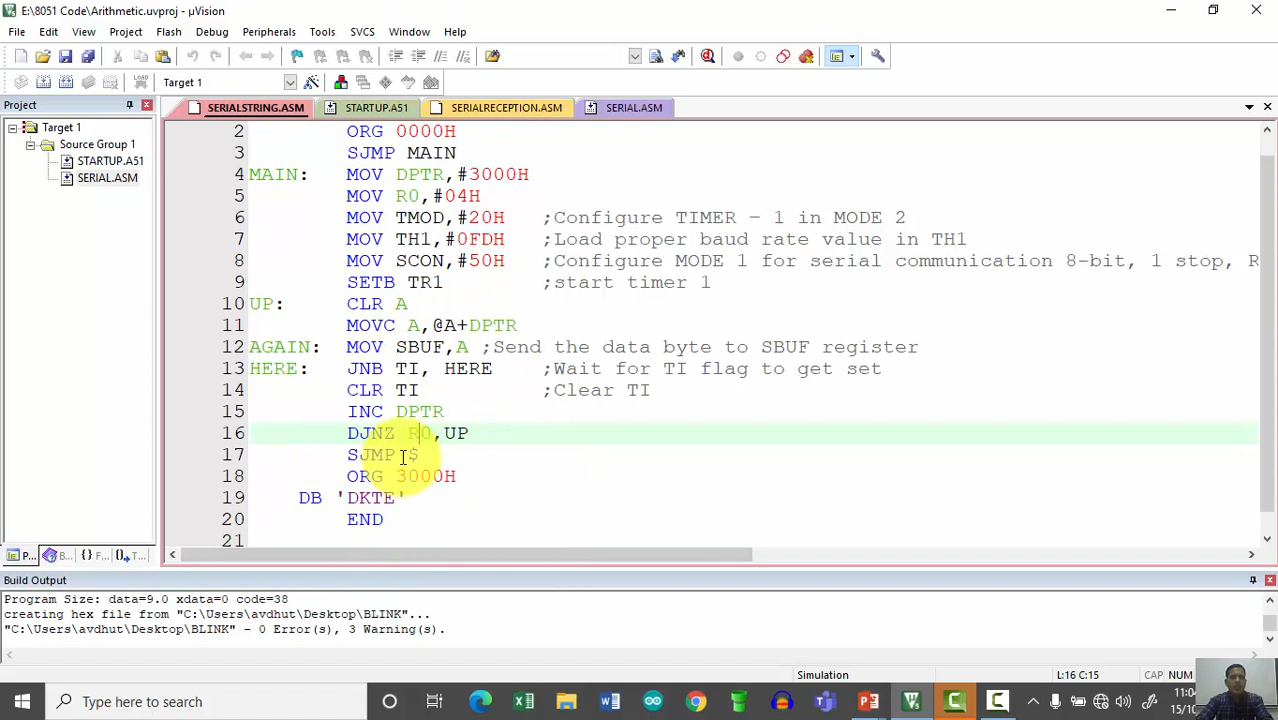 E:\8051 Code\Arithmetic.uvproj - µVision
File Edit View Project Flash Debug Peripherals Tools SVCS Window Help
LOAD Target 1
Project
SERIALSTRING.ASM STARTUP.A51 SERIALRECEPTION.ASM SERIAL.ASM
Target 1
Source Group 1
STARTUP.A51
SERIAL.ASM
2 ORG 0000H
3 SJMP MAIN
4 MAIN: MOV DPTR,#3000H
5 MOV R0,#04H
6 MOV TMOD,#20H ;Configure TIMER - 1 in MODE 2
7 MOV TH1,#0FDH ;Load proper baud rate value in TH1
8 MOV SCON,#50H ;Configure MODE 1 for serial communication 8-bit, 1 stop, R
9 SETB TR1 ;start timer 1
10 UP: CLR A
11 MOVC A,@A+DPTR
12 AGAIN: MOV SBUF,A ;Send the data byte to SBUF register
13 HERE: JNB TI, HERE ;Wait for TI flag to get set
14 CLR TI ;Clear TI
15 INC DPTR
16 DJNZ R0,UP
17 SJMP $
18 ORG 3000H
19 DB 'DKTE'
20 END
21
P... B... {} F... T...
Build Output
Program Size: data=9.0 xdata=0 code=38
creating hex file from "C:\Users\avdhut\Desktop\BLINK"...
"C:\Users\avdhut\Desktop\BLINK" - 0 Error(s), 3 Warning(s).
Simulation L:16 C:15 CAP NUM
Type here to search
11:04
15/10